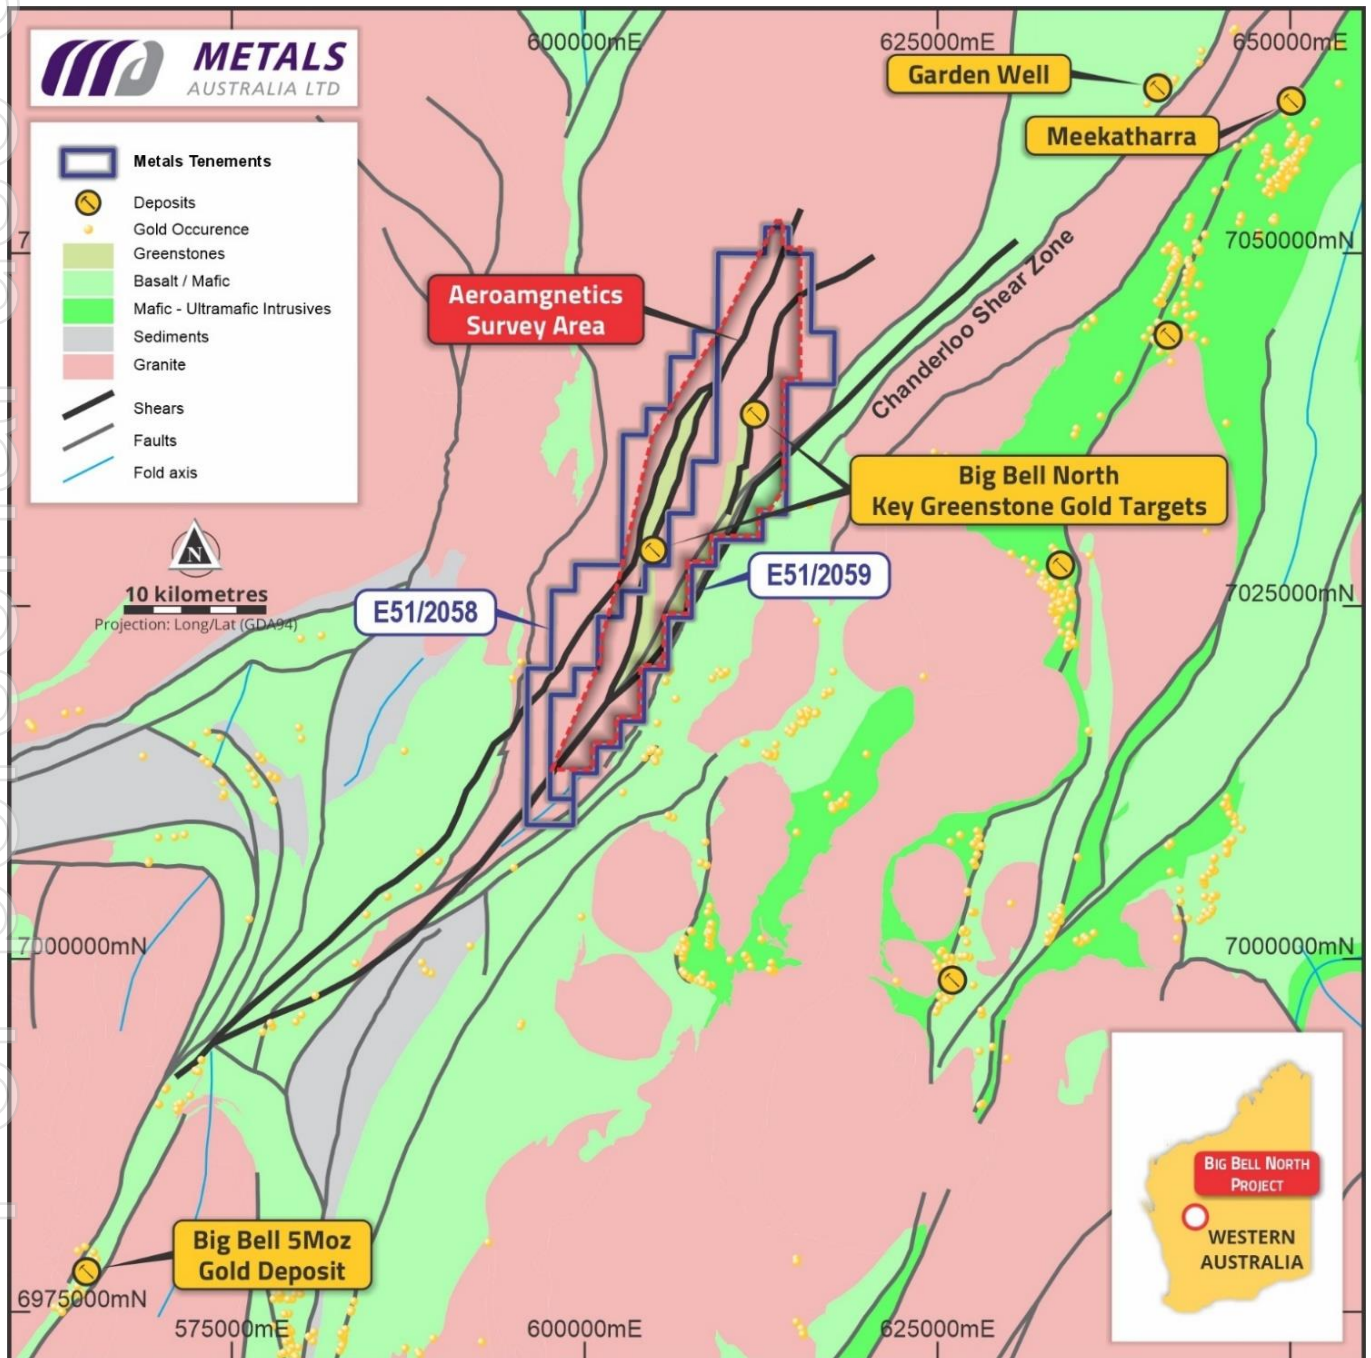 METALS
AUSTRALIA LTD
Metals Tenements
Deposits
Gold Occurence
Greenstones
Basalt / Mafic
Mafic - Ultramafic Intrusives
Sediments
Granite
Shears
Faults
Fold axis
N
10 kilometres
Projection: Long/Lat (GDA94)
600000mE
625000mE
650000mE
Garden Well
Meekatharra
7
7050000mN
Chanderloo Shear Zone
Aeroamgnetics
Survey Area
Big Bell North
Key Greenstone Gold Targets
E51/2058
E51/2059
7025000mN
7000000mN
7000000mN
Big Bell 5Moz
Gold Deposit
6975000mN
575000mE
600000mE
625000mE
BIG BELL NORTH
PROJECT
WESTERN
AUSTRALIA